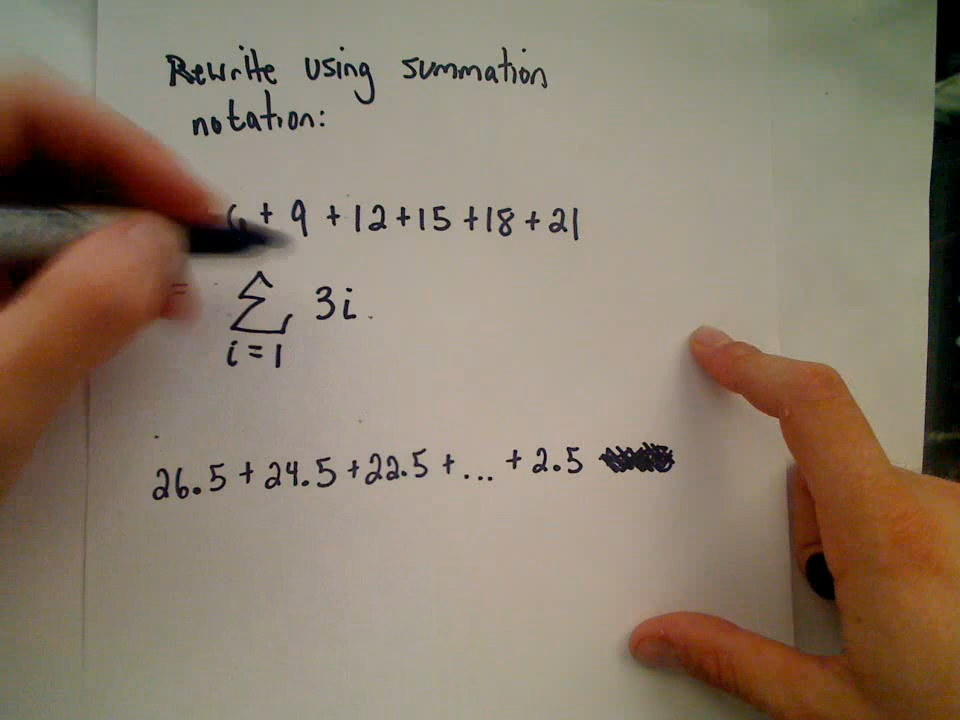 Rewrite using summation
notation:
6 + 9 + 12 + 15 + 18 + 21
= Σ 3i
i = 1
26.5 + 24.5 + 22.5 + ... + 2.5